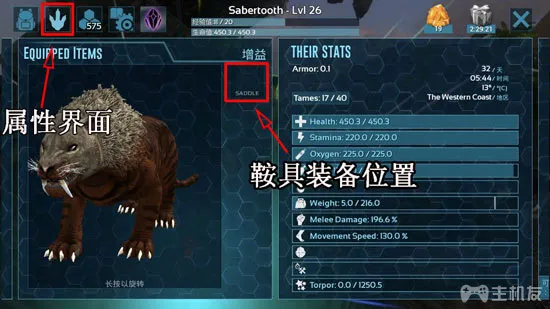 Sabertooth - Lvl 26
经验值:8 / 20
生命值:450.3 / 450.3
575
19
2:29:21
EQUIPPED ITEMS
增益
SADDLE
属性界面
鞍具装备位置
长按以旋转
THEIR STATS
Armor: 0.1
32 / 天
05:44 / 时间
13° / °C
Tames: 17 / 40
The Western Coast / 地区
Health: 450.3 / 450.3
Stamina: 220.0 / 220.0
Oxygen: 225.0 / 225.0
Weight: 5.0 / 216.0
Melee Damage: 196.6 %
Movement Speed: 130.0 %
Torpor: 0.0 / 1250.5
主机友